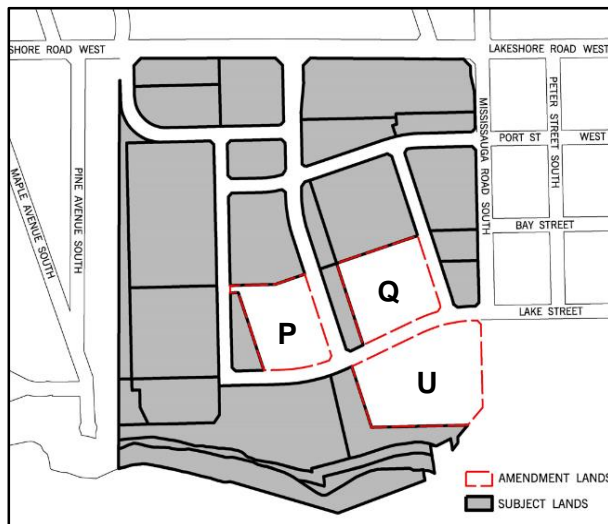 SHORE ROAD WEST
LAKESHORE ROAD WEST
MISSISSAUGA ROAD SOUTH
PETER STREET SOUTH
PORT ST WEST
MAPLE AVENUE SOUTH
PINE AVENUE SOUTH
BAY STREET
Q
LAKE STREET
P
U
AMENDMENT LANDS
SUBJECT LANDS